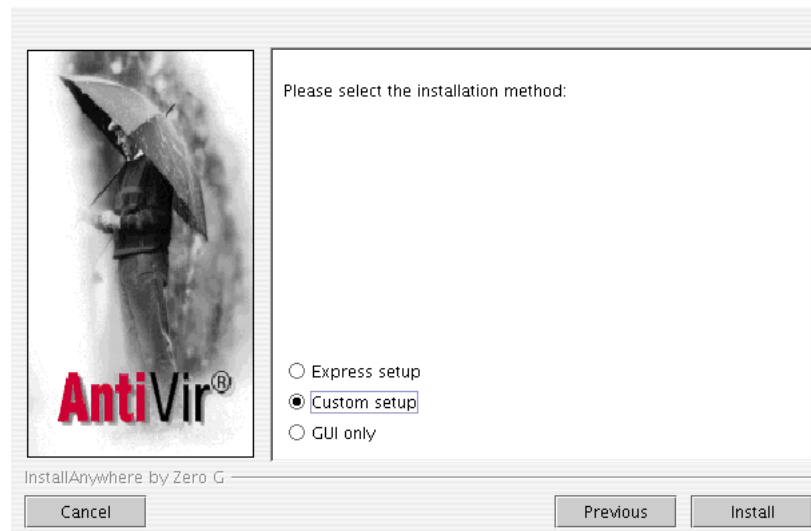 Please select the installation method:
Express setup
Custom setup
GUI only
AntiVir®
InstallAnywhere by Zero G
Cancel
Previous
Install